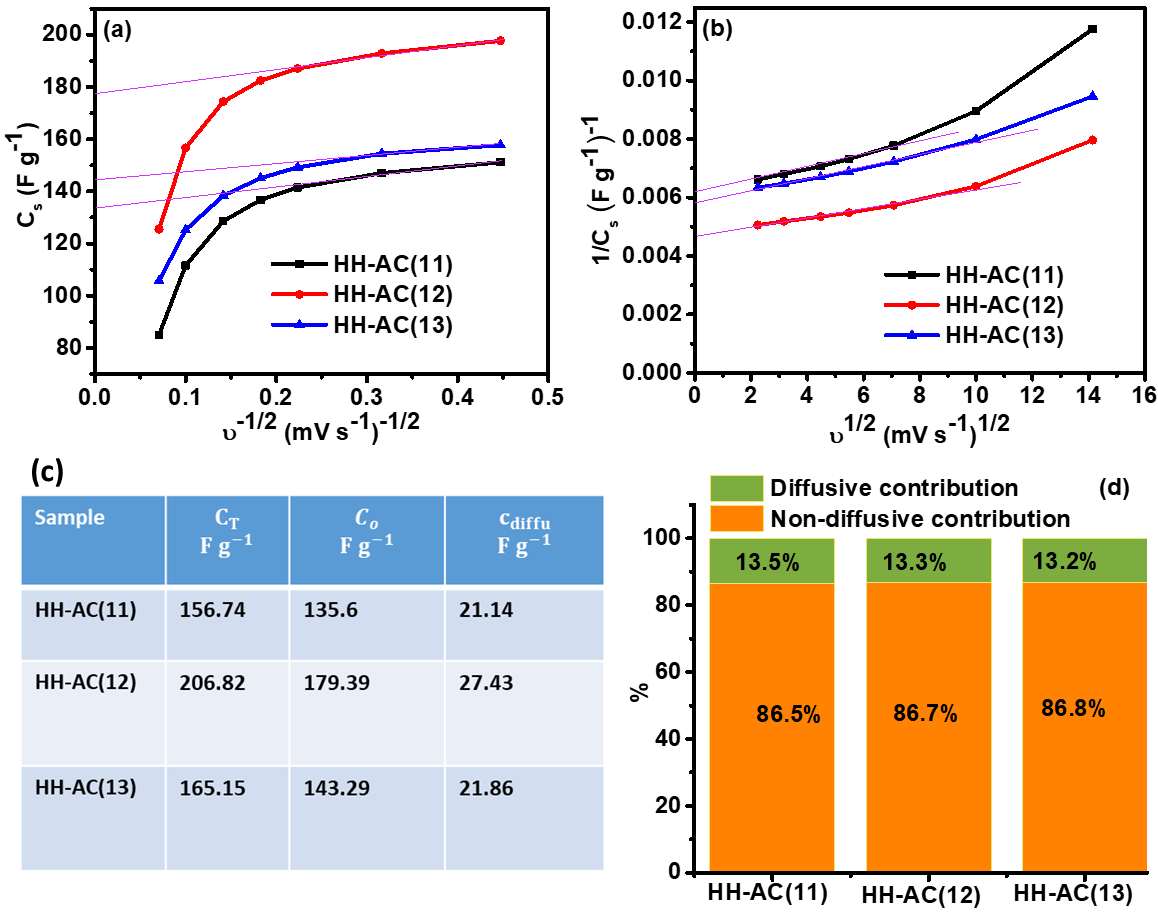 (a)
200
180
160
140
120
100
80
Cₛ (F g⁻¹)
HH-AC(11)
HH-AC(12)
HH-AC(13)
0.0 0.1 0.2 0.3 0.4 0.5
υ⁻¹/² (mV s⁻¹)⁻¹/²
(b)
0.012
0.010
0.008
0.006
0.004
0.002
0.000
1/Cₛ (F g⁻¹)⁻¹
HH-AC(11)
HH-AC(12)
HH-AC(13)
0 2 4 6 8 10 12 14 16
υ¹/² (mV s⁻¹)¹/²
(c)
Sample C_T C_o c_diffu
F g⁻¹ F g⁻¹ F g⁻¹
HH-AC(11) 156.74 135.6 21.14
HH-AC(12) 206.82 179.39 27.43
HH-AC(13) 165.15 143.29 21.86
Diffusive contribution
Non-diffusive contribution
(d)
100
80
60
40
20
0
%
13.5% 13.3% 13.2%
86.5% 86.7% 86.8%
HH-AC(11) HH-AC(12) HH-AC(13)